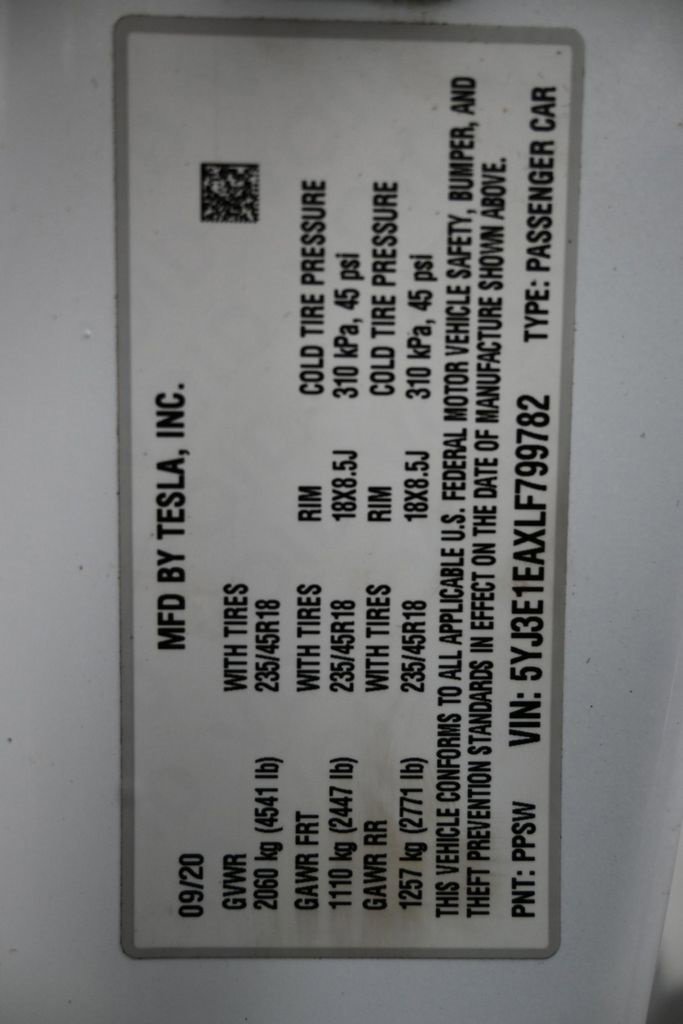 MFD BY TESLA, INC.
09/20
GVWR WITH TIRES
2060 kg (4541 lb) 235/45R18
GAWR FRT WITH TIRES RIM COLD TIRE PRESSURE
1110 kg (2447 lb) 235/45R18 18X8.5J 310 kPa, 45 psi
GAWR RR WITH TIRES RIM COLD TIRE PRESSURE
1257 kg (2771 lb) 235/45R18 18X8.5J 310 kPa, 45 psi
THIS VEHICLE CONFORMS TO ALL APPLICABLE U.S. FEDERAL MOTOR VEHICLE SAFETY, BUMPER, AND
THEFT PREVENTION STANDARDS IN EFFECT ON THE DATE OF MANUFACTURE SHOWN ABOVE.
PNT: PPSW VIN: 5YJ3E1EAXLF799782 TYPE: PASSENGER CAR